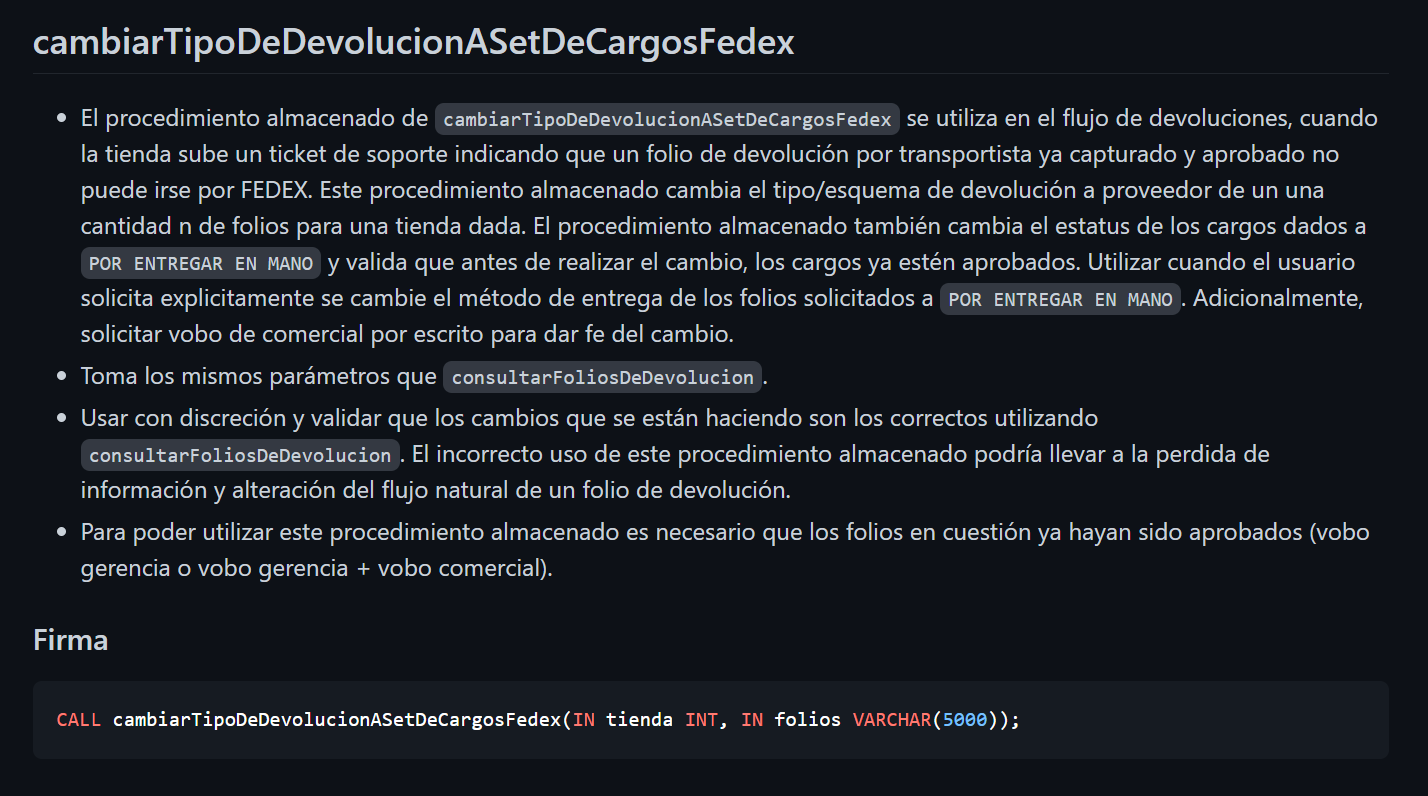 cambiarTipoDeDevolucionASetDeCargosFedex
• El procedimiento almacenado de cambiarTipoDeDevolucionASetDeCargosFedex se utiliza en el flujo de devoluciones, cuando
la tienda sube un ticket de soporte indicando que un folio de devolución por transportista ya capturado y aprobado no
puede irse por FEDEX. Este procedimiento almacenado cambia el tipo/esquema de devolución a proveedor de un una
cantidad n de folios para una tienda dada. El procedimiento almacenado también cambia el estatus de los cargos dados a
POR ENTREGAR EN MANO y valida que antes de realizar el cambio, los cargos ya estén aprobados. Utilizar cuando el usuario
solicita explicitamente se cambie el método de entrega de los folios solicitados a POR ENTREGAR EN MANO. Adicionalmente,
solicitar vobo de comercial por escrito para dar fe del cambio.
• Toma los mismos parámetros que consultarFoliosDeDevolucion.
• Usar con discreción y validar que los cambios que se están haciendo son los correctos utilizando
consultarFoliosDeDevolucion. El incorrecto uso de este procedimiento almacenado podría llevar a la perdida de
información y alteración del flujo natural de un folio de devolución.
• Para poder utilizar este procedimiento almacenado es necesario que los folios en cuestión ya hayan sido aprobados (vobo
gerencia o vobo gerencia + vobo comercial).
Firma
CALL cambiarTipoDeDevolucionASetDeCargosFedex(IN tienda INT, IN folios VARCHAR(5000));